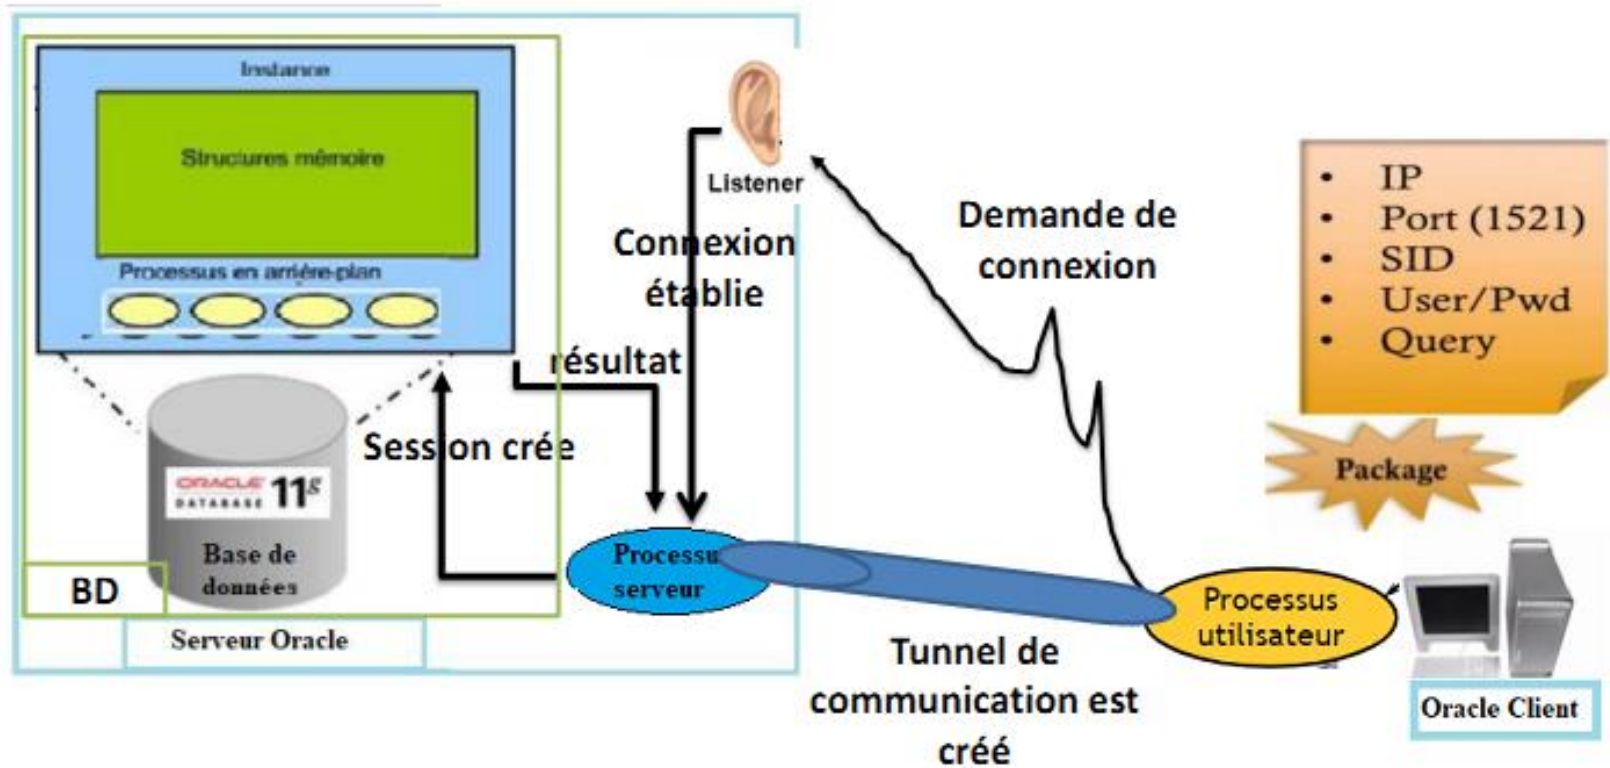 Instance
Structures mémoire
Processus en arrière-plan
Listener
Connexion
établie
Demande de
connexion
• IP
• Port (1521)
• SID
• User/Pwd
• Query
Package
résultat
Session crée
ORACLE
DATABASE 11g
Base de
données
BD
Serveur Oracle
Processu
serveur
Processus
utilisateur
Tunnel de
communication est
créé
Oracle Client